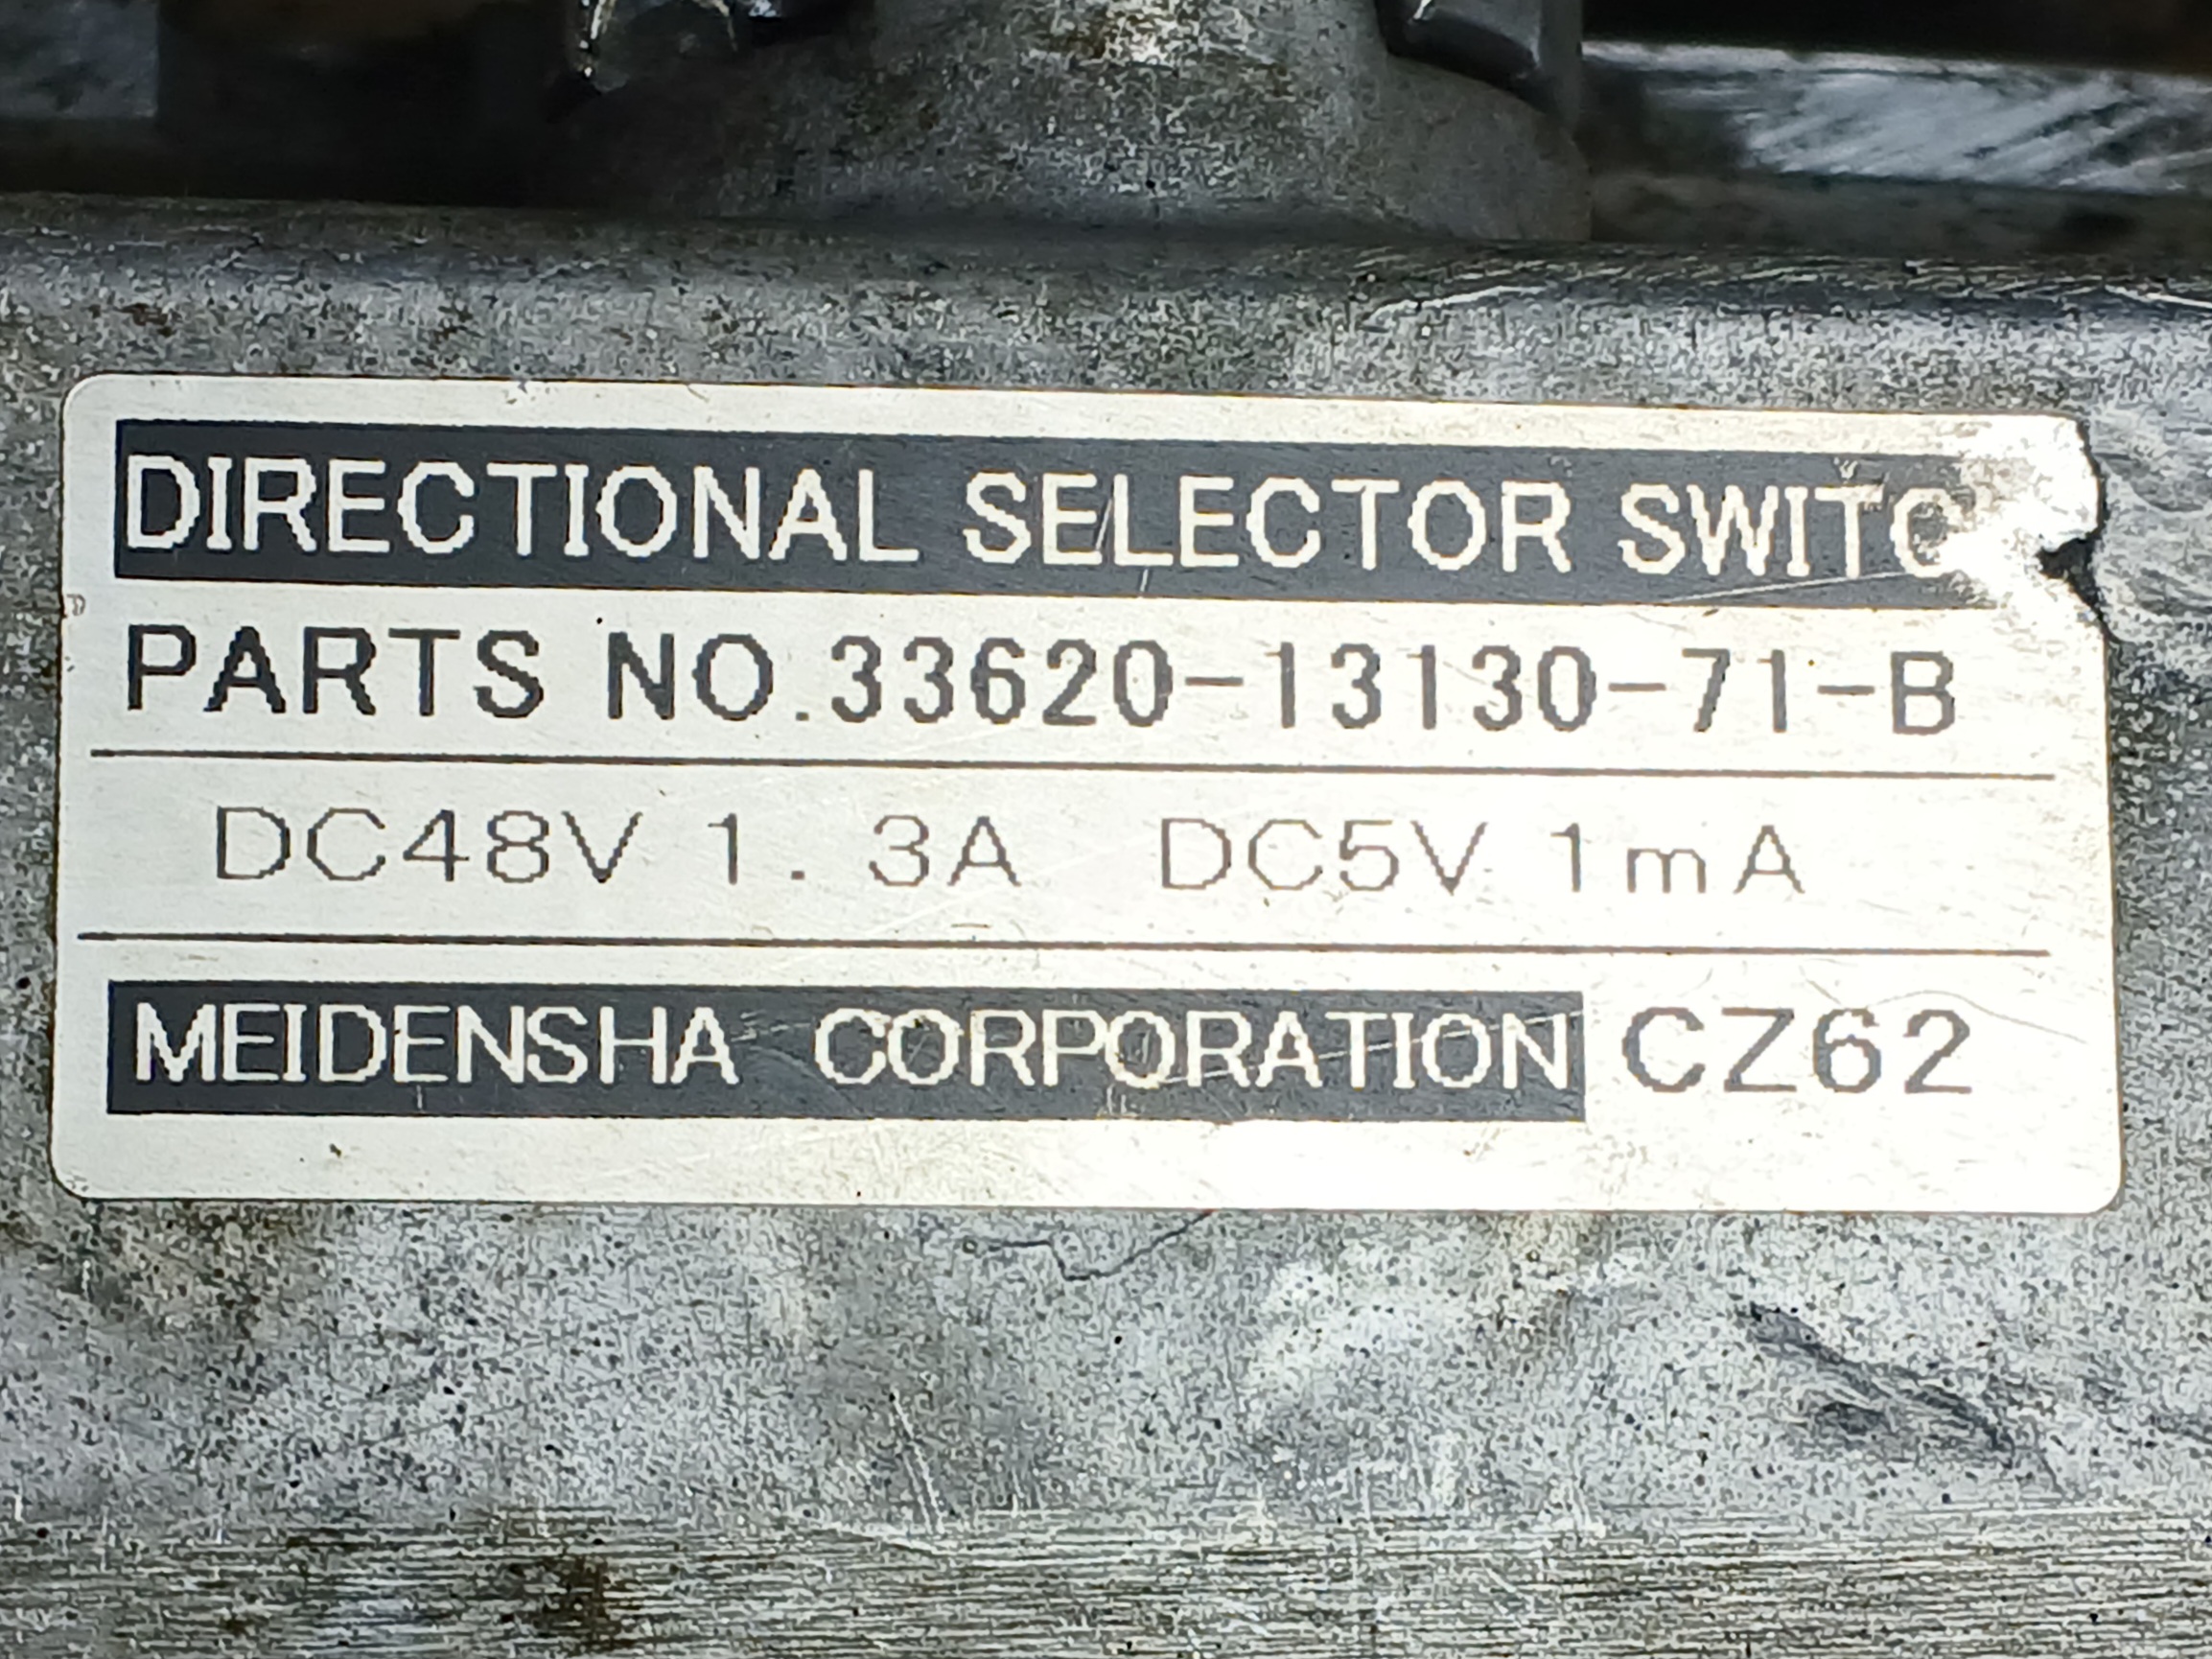 DIRECTIONAL SELECTOR SWITC
PARTS NO.33620-13130-71-B
DC48V 1.3A DC5V 1mA
MEIDENSHA CORPORATION CZ62